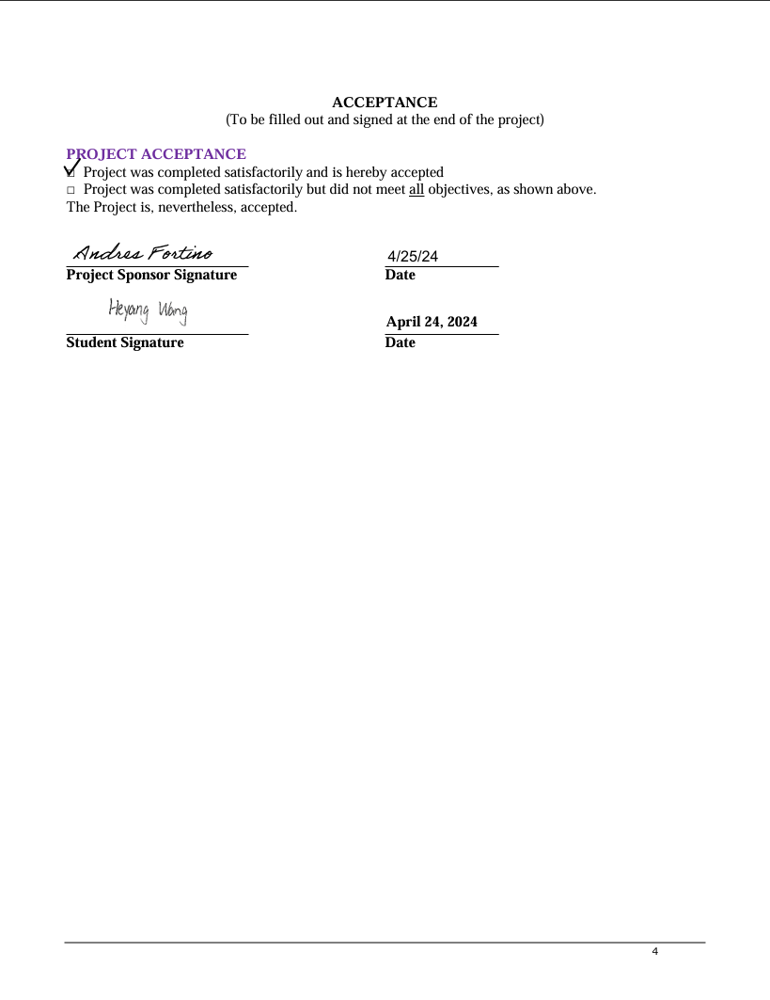 ACCEPTANCE
(To be filled out and signed at the end of the project)
PROJECT ACCEPTANCE
☑ Project was completed satisfactorily and is hereby accepted
□ Project was completed satisfactorily but did not meet all objectives, as shown above.
The Project is, nevertheless, accepted.
Andres Fortino 4/25/24
Project Sponsor Signature Date
Heyang Wang April 24, 2024
Student Signature Date
4